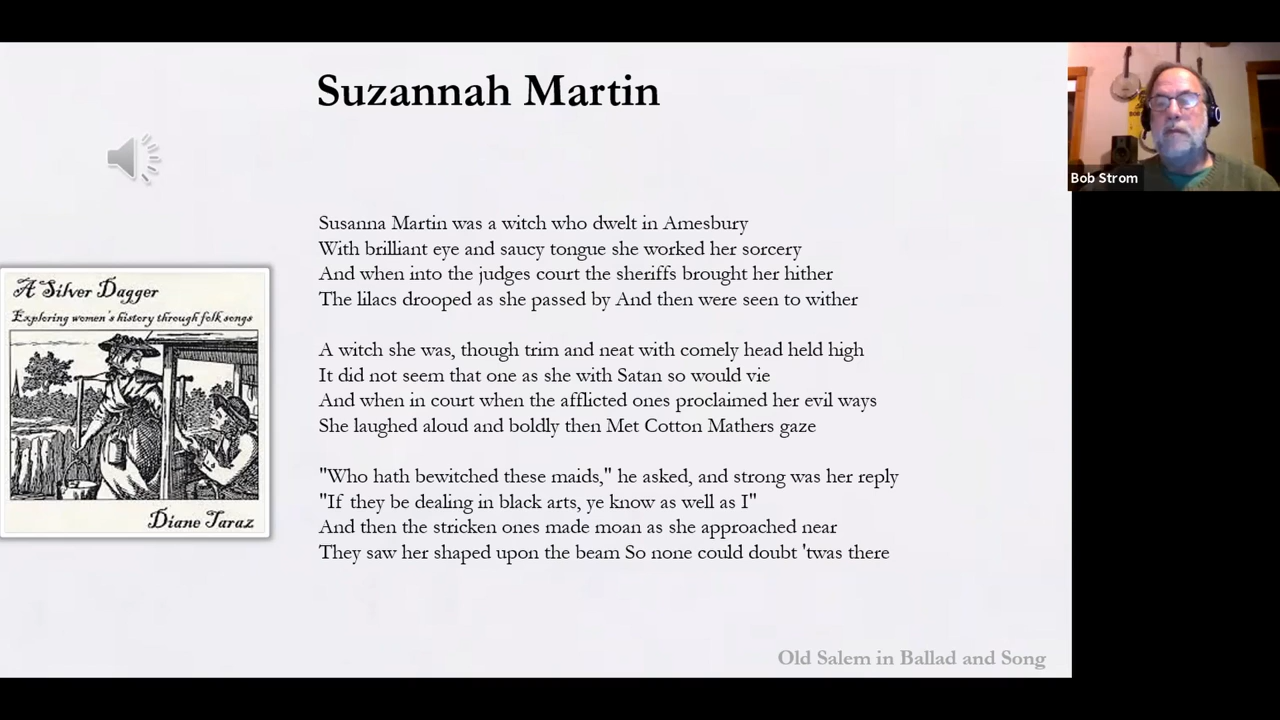 Suzannah Martin
Bob Strom
Susanna Martin was a witch who dwelt in Amesbury
With brilliant eye and saucy tongue she worked her sorcery
And when into the judges court the sheriffs brought her hither
The lilacs drooped as she passed by And then were seen to wither
A witch she was, though trim and neat with comely head held high
It did not seem that one as she with Satan so would vie
And when in court when the afflicted ones proclaimed her evil ways
She laughed aloud and boldly then Met Cotton Mathers gaze
"Who hath bewitched these maids," he asked, and strong was her reply
"If they be dealing in black arts, ye know as well as I"
And then the stricken ones made moan as she approached near
They saw her shaped upon the beam So none could doubt 'twas there
A Silver Dagger
Exploring women's history through folk songs
Diane Taraz
Old Salem in Ballad and Song